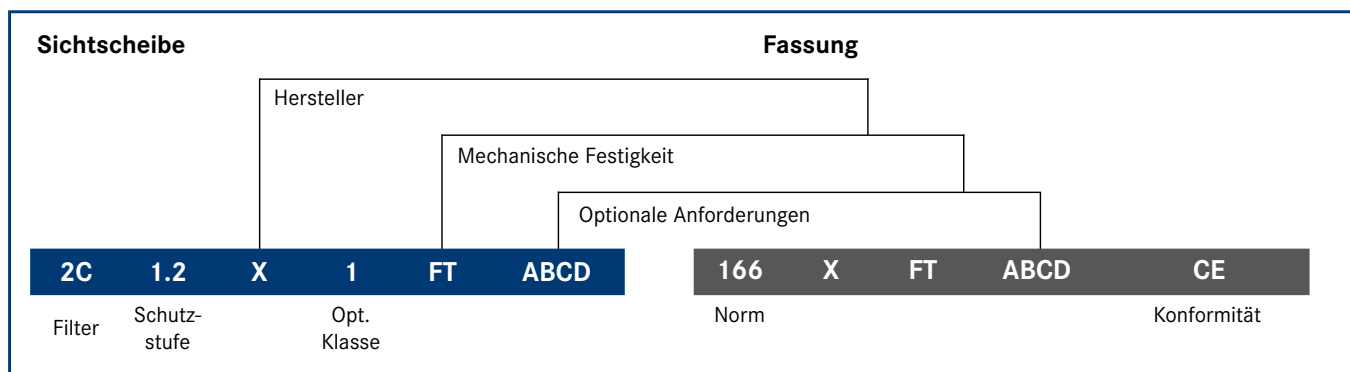 Sichtscheibe Fassung
Hersteller
Mechanische Festigkeit
Optionale Anforderungen
2C 1.2 X 1 FT ABCD 166 X FT ABCD CE
Filter Schutz-
stufe Opt.
Klasse Norm Konformität